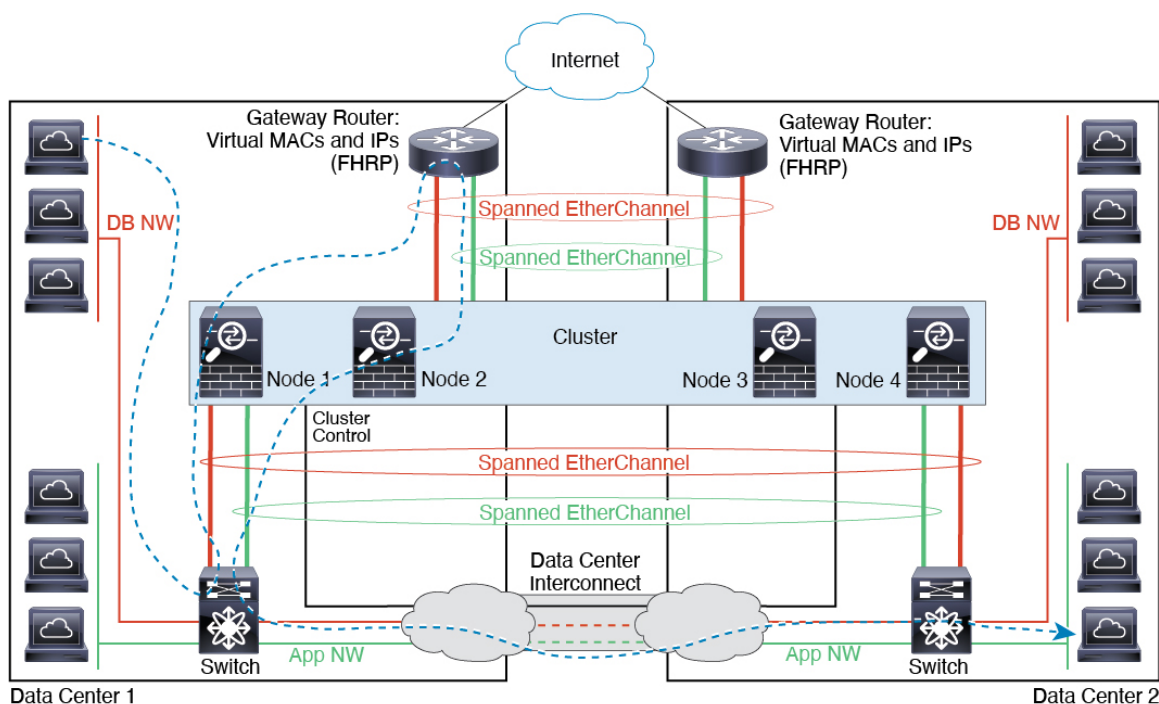 Internet
Gateway Router:
Virtual MACs and IPs
(FHRP)
Gateway Router:
Virtual MACs and IPs
(FHRP)
DB NW
Spanned EtherChannel
DB NW
Spanned EtherChannel
Cluster
Node 1
Node 2
Node 3
Node 4
Cluster
Control
Spanned EtherChannel
Spanned EtherChannel
Data Center
Interconnect
Switch
App NW
App NW
Switch
Data Center 1
Data Center 2